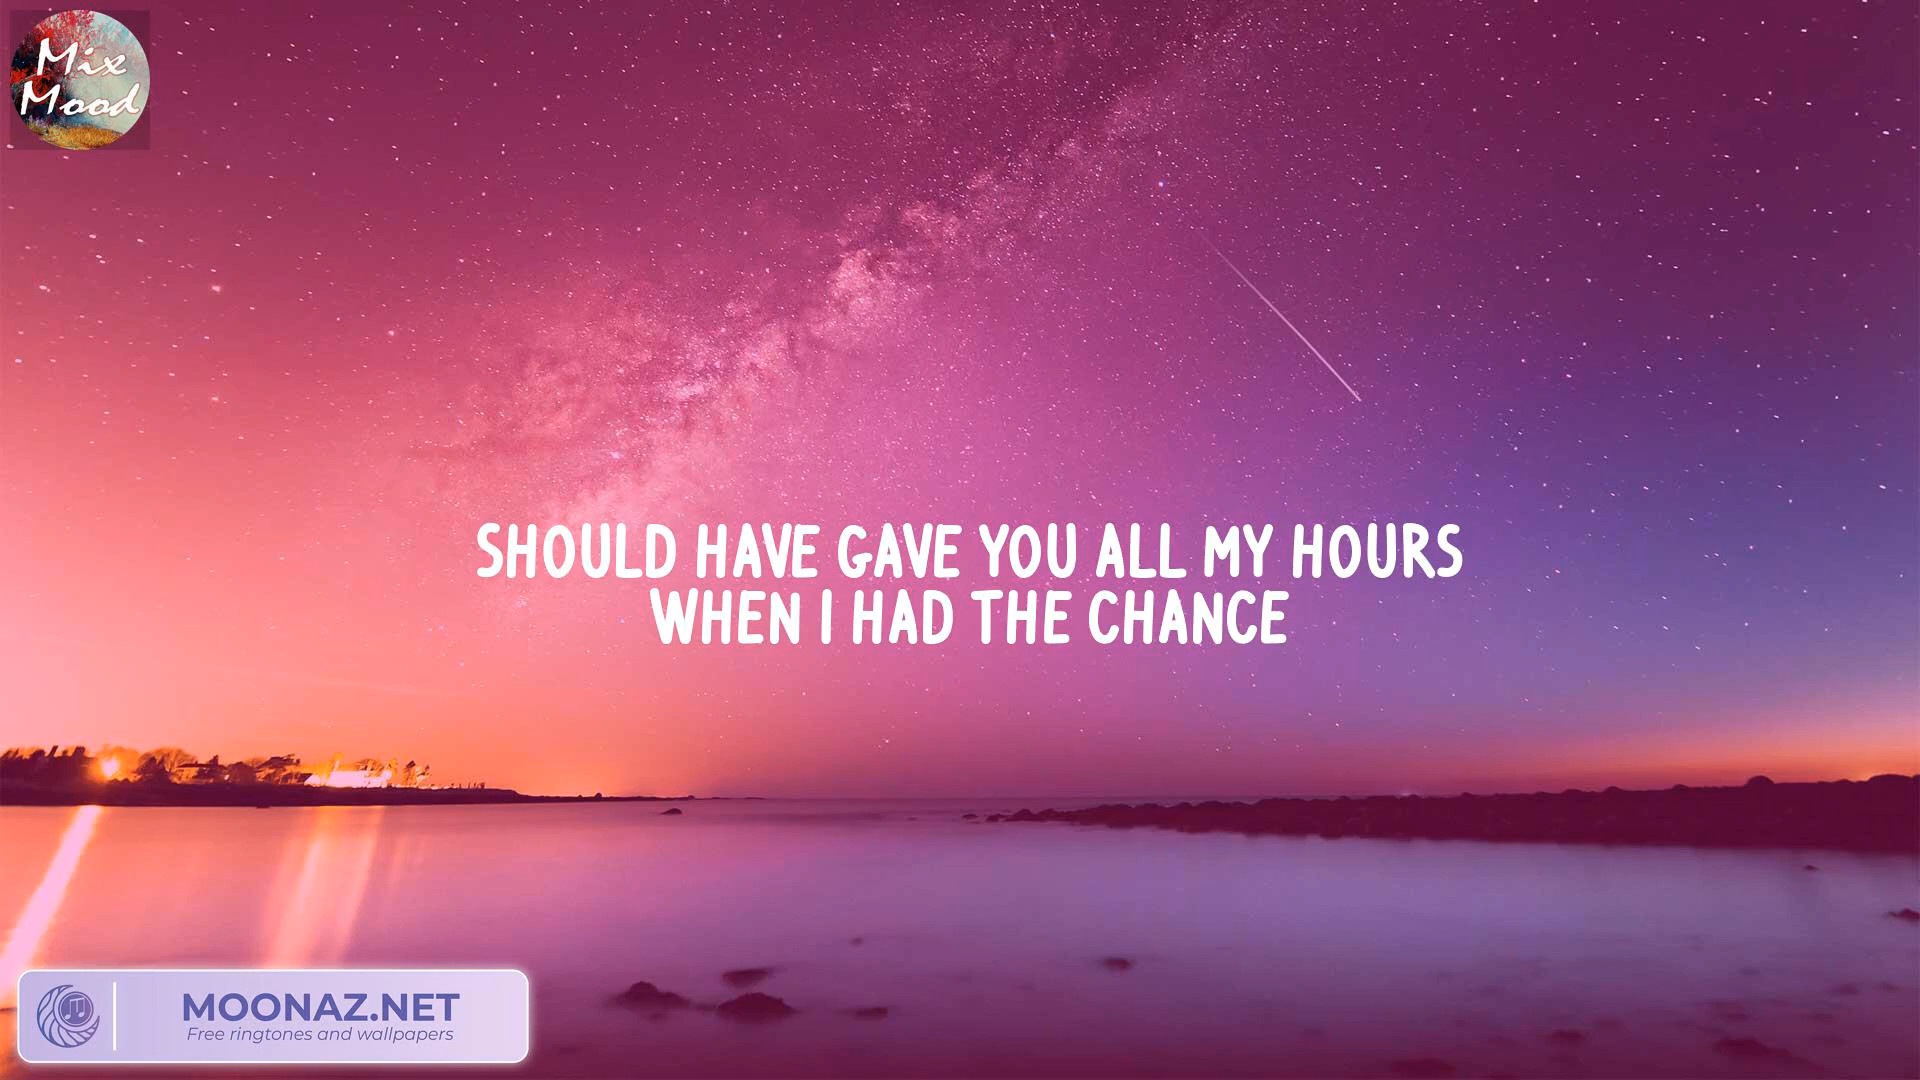 Mix
Mood
SHOULD HAVE GAVE YOU ALL MY HOURS
WHEN I HAD THE CHANCE
MOONAZ.NET
Free ringtones and wallpapers